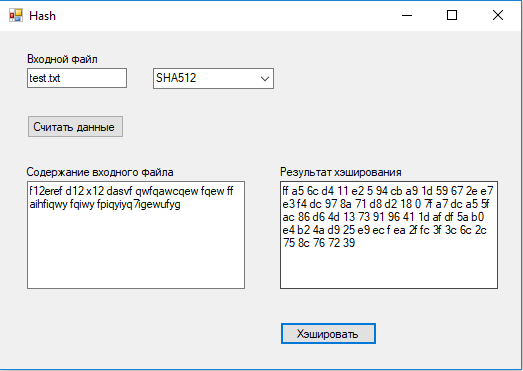 Hash
Входной файл
test.txt
SHA512
Считать данные
Содержание входного файла
f12eref d12 x12 dasvf qwfqawcqew fqew ff
aihfiqwy fqiwy fpiqyiyq7igewufyg
Результат хэширования
ff a5 6c d4 11 e2 5 94 cb a9 1d 59 67 2e e7
e3 f4 dc 97 8a 71 d8 d2 18 0 7f a7 dc a5 5f
ac 86 d6 4d 13 73 91 96 41 1d af df 5a b0
e4 b2 4a d9 25 e9 ec f ea 2f fc 3f 3c 6c 2c
75 8c 76 72 39
Хэшировать